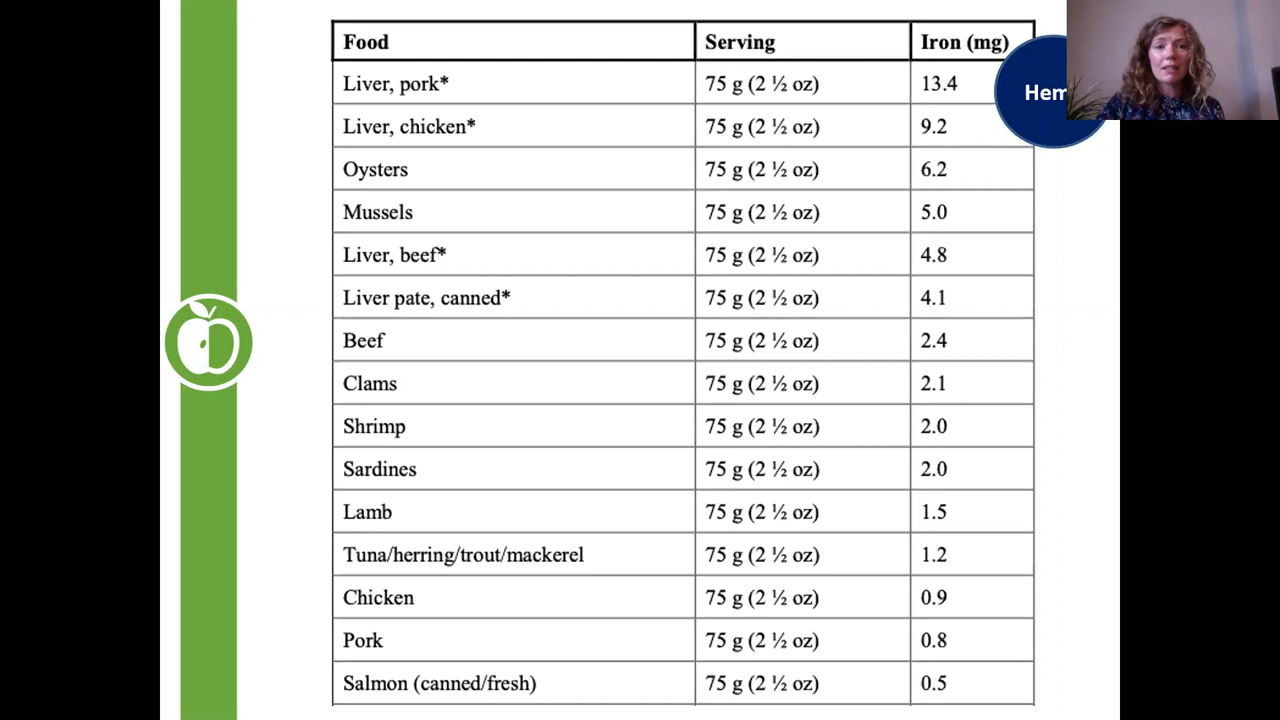 Food Serving Iron (mg)
Liver, pork* 75 g (2 ½ oz) 13.4
Hem
Liver, chicken* 75 g (2 ½ oz) 9.2
Oysters 75 g (2 ½ oz) 6.2
Mussels 75 g (2 ½ oz) 5.0
Liver, beef* 75 g (2 ½ oz) 4.8
Liver pate, canned* 75 g (2 ½ oz) 4.1
Beef 75 g (2 ½ oz) 2.4
Clams 75 g (2 ½ oz) 2.1
Shrimp 75 g (2 ½ oz) 2.0
Sardines 75 g (2 ½ oz) 2.0
Lamb 75 g (2 ½ oz) 1.5
Tuna/herring/trout/mackerel 75 g (2 ½ oz) 1.2
Chicken 75 g (2 ½ oz) 0.9
Pork 75 g (2 ½ oz) 0.8
Salmon (canned/fresh) 75 g (2 ½ oz) 0.5